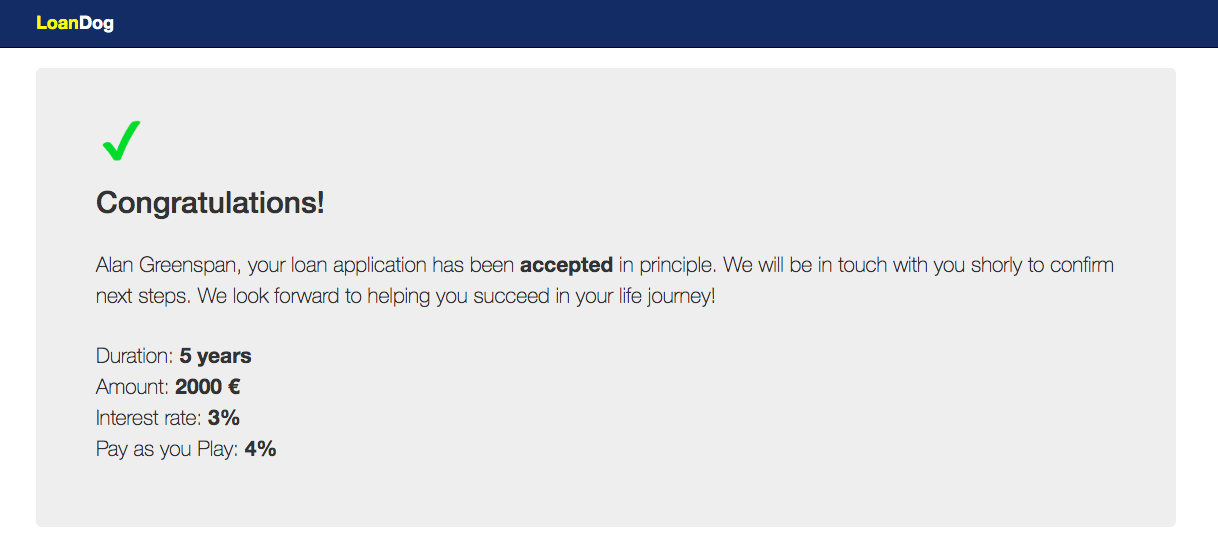 LoanDog
Congratulations!
Alan Greenspan, your loan application has been accepted in principle. We will be in touch with you shorly to confirm
next steps. We look forward to helping you succeed in your life journey!
Duration: 5 years
Amount: 2000 €
Interest rate: 3%
Pay as you Play: 4%